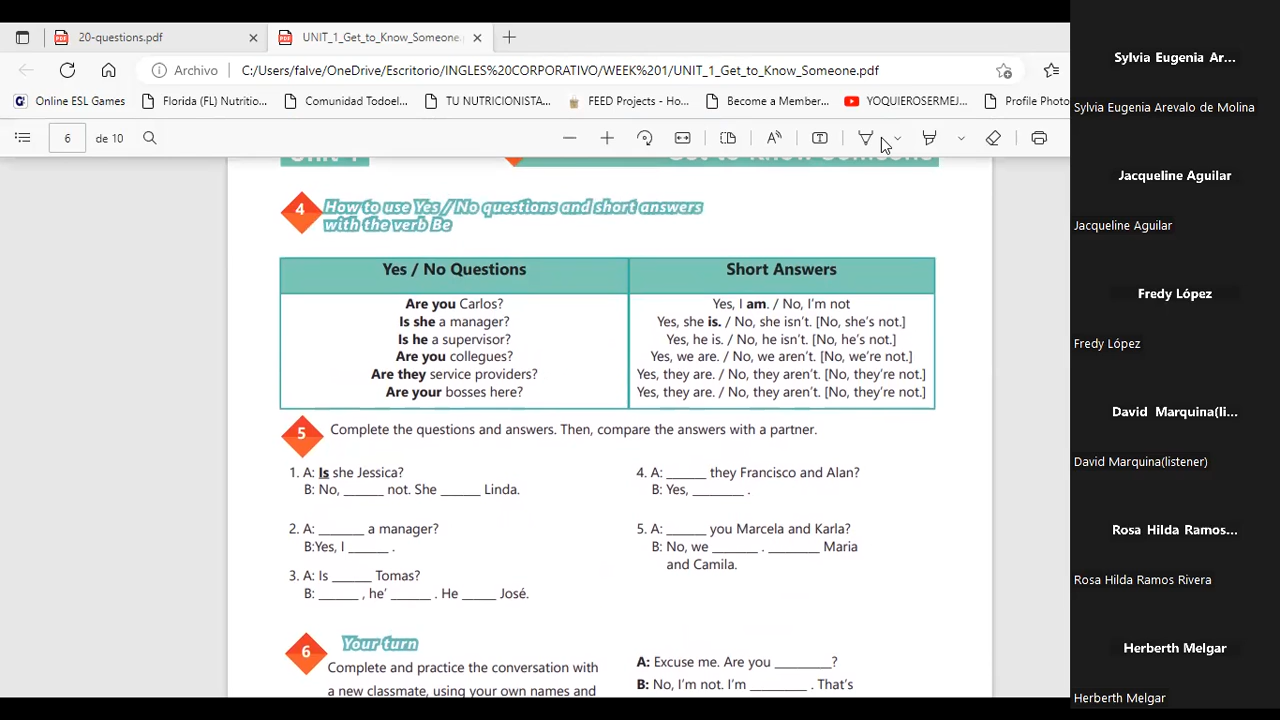 20-questions.pdf
UNIT_1_Get_to_Know_Someone.
Archivo
C:/Users/falve/OneDrive/Escritorio/INGLES%20CORPORATIVO/WEEK%201/UNIT_1_Get_to_Know_Someone.pdf
Online ESL Games
Florida (FL) Nutritio...
Comunidad Todoel...
TU NUTRICIONISTA...
FEED Projects - Ho...
Become a Member...
YOQUIEROSERMEJ...
Profile Photo
6
de 10
Unit 1
Get to Know Someone
4
How to use Yes / No questions and short answers
with the verb Be
Yes / No Questions
Short Answers
Are you Carlos?
Yes, I am. / No, I'm not
Is she a manager?
Yes, she is. / No, she isn't. [No, she's not.]
Is he a supervisor?
Yes, he is. / No, he isn't. [No, he's not.]
Are you collegues?
Yes, we are. / No, we aren't. [No, we're not.]
Are they service providers?
Yes, they are. / No, they aren't. [No, they're not.]
Are your bosses here?
Yes, they are. / No, they aren't. [No, they're not.]
5
Complete the questions and answers. Then, compare the answers with a partner.
1. A: Is she Jessica?
B: No, ______ not. She ______ Linda.
2. A: _______ a manager?
B:Yes, I ______ .
3. A: Is ______ Tomas?
B: ______ , he' ______ . He _____ José.
4. A: ______ they Francisco and Alan?
B: Yes, ________ .
5. A: ______ you Marcela and Karla?
B: No, we _______ . ________ Maria
and Camila.
6
Your turn
Complete and practice the conversation with
a new classmate, using your own names and
A: Excuse me. Are you _________?
B: No, I'm not. I'm _________ . That's
Sylvia Eugenia Ar...
Sylvia Eugenia Arevalo de Molina
Jacqueline Aguilar
Jacqueline Aguilar
Fredy López
Fredy López
David Marquina(li...
David Marquina(listener)
Rosa Hilda Ramos...
Rosa Hilda Ramos Rivera
Herberth Melgar
Herberth Melgar